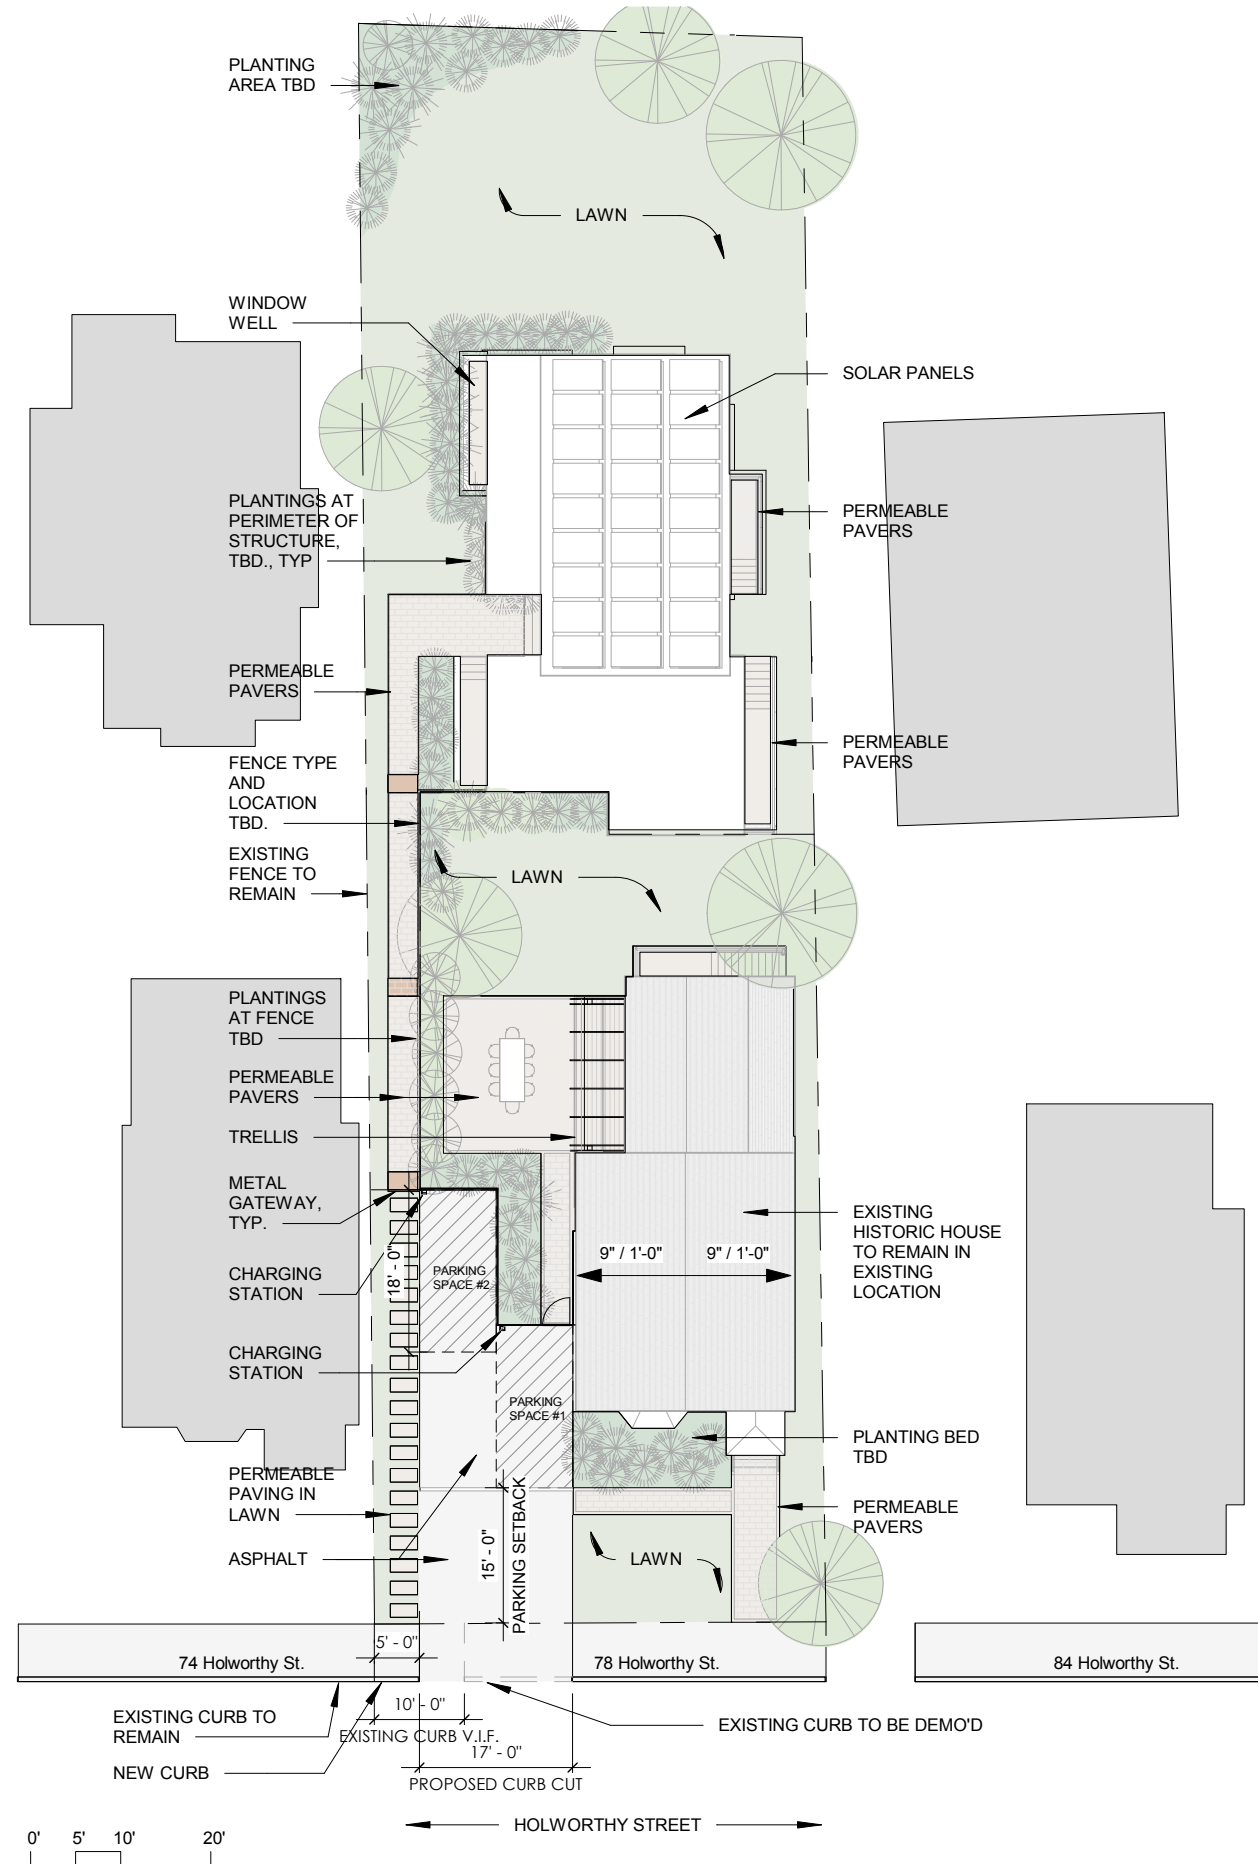 PLANTING
AREA TBD
LAWN
WINDOW
WELL
SOLAR PANELS
PLANTINGS AT
PERIMETER OF
STRUCTURE,
TBD., TYP
PERMEABLE
PAVERS
PERMEABLE
PAVERS
PERMEABLE
PAVERS
FENCE TYPE
AND
LOCATION
TBD.
EXISTING
FENCE TO
REMAIN
LAWN
PLANTINGS
AT FENCE
TBD
PERMEABLE
PAVERS
TRELLIS
METAL
GATEWAY,
TYP.
EXISTING
HISTORIC HOUSE
TO REMAIN IN
EXISTING
LOCATION
9" / 1'-0"
9" / 1'-0"
18' - 0"
PARKING
SPACE #2
CHARGING
STATION
CHARGING
STATION
PARKING
SPACE #1
PLANTING BED
TBD
PERMEABLE
PAVING IN
LAWN
PERMEABLE
PAVERS
ASPHALT
15' - 0"
PARKING SETBACK
LAWN
5' - 0"
74 Holworthy St.
78 Holworthy St.
84 Holworthy St.
10' - 0"
EXISTING CURB V.I.F.
EXISTING CURB TO
REMAIN
EXISTING CURB TO BE DEMO'D
17' - 0"
NEW CURB
PROPOSED CURB CUT
HOLWORTHY STREET
0' 5' 10' 20'